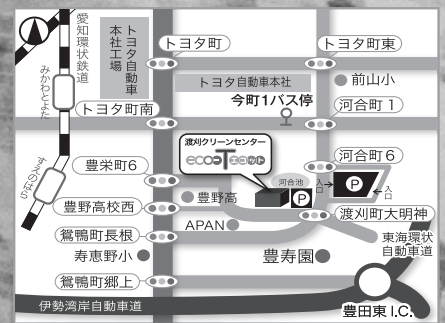 愛知環状鉄道
みかわとよた
すえのはら
トヨタ自動車
本社工場
トヨタ町
トヨタ町東
トヨタ自動車本社
前山小
今町1バス停
トヨタ町南
河合町1
渡刈クリーンセンター
ecoT エコット
河合町6
豊栄町6
河合池
入口
P
入口
豊野高
P
豊野高校西
渡刈町大明神
APAN
鴛鴨町長根
東海環状
自動車道
寿恵野小
豊寿園
鴛鴨町郷上
伊勢湾岸自動車道
豊田東I.C.